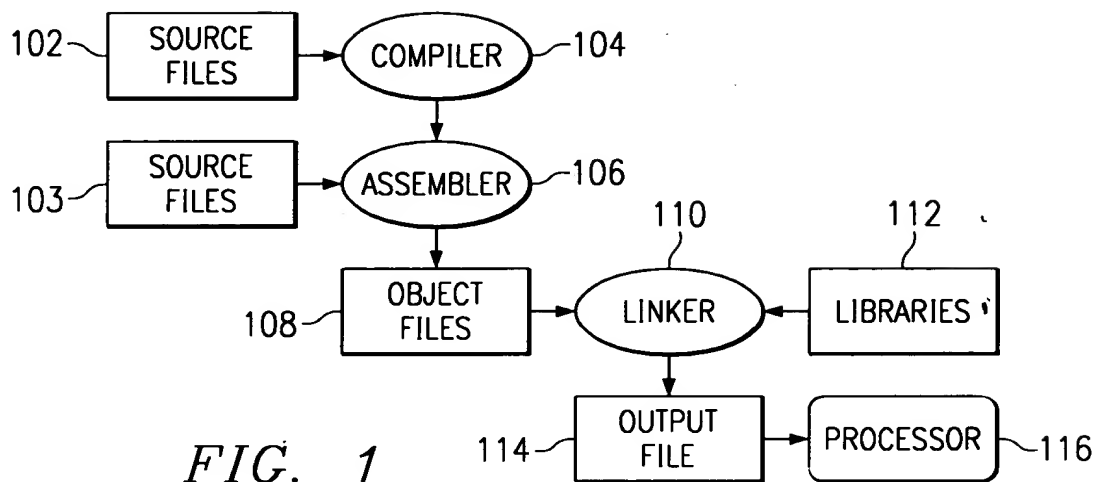 102
SOURCE
FILES
COMPILER
104
103
SOURCE
FILES
ASSEMBLER
106
108
OBJECT
FILES
110
LINKER
112
LIBRARIES
114
OUTPUT
FILE
PROCESSOR
116
FIG. 1